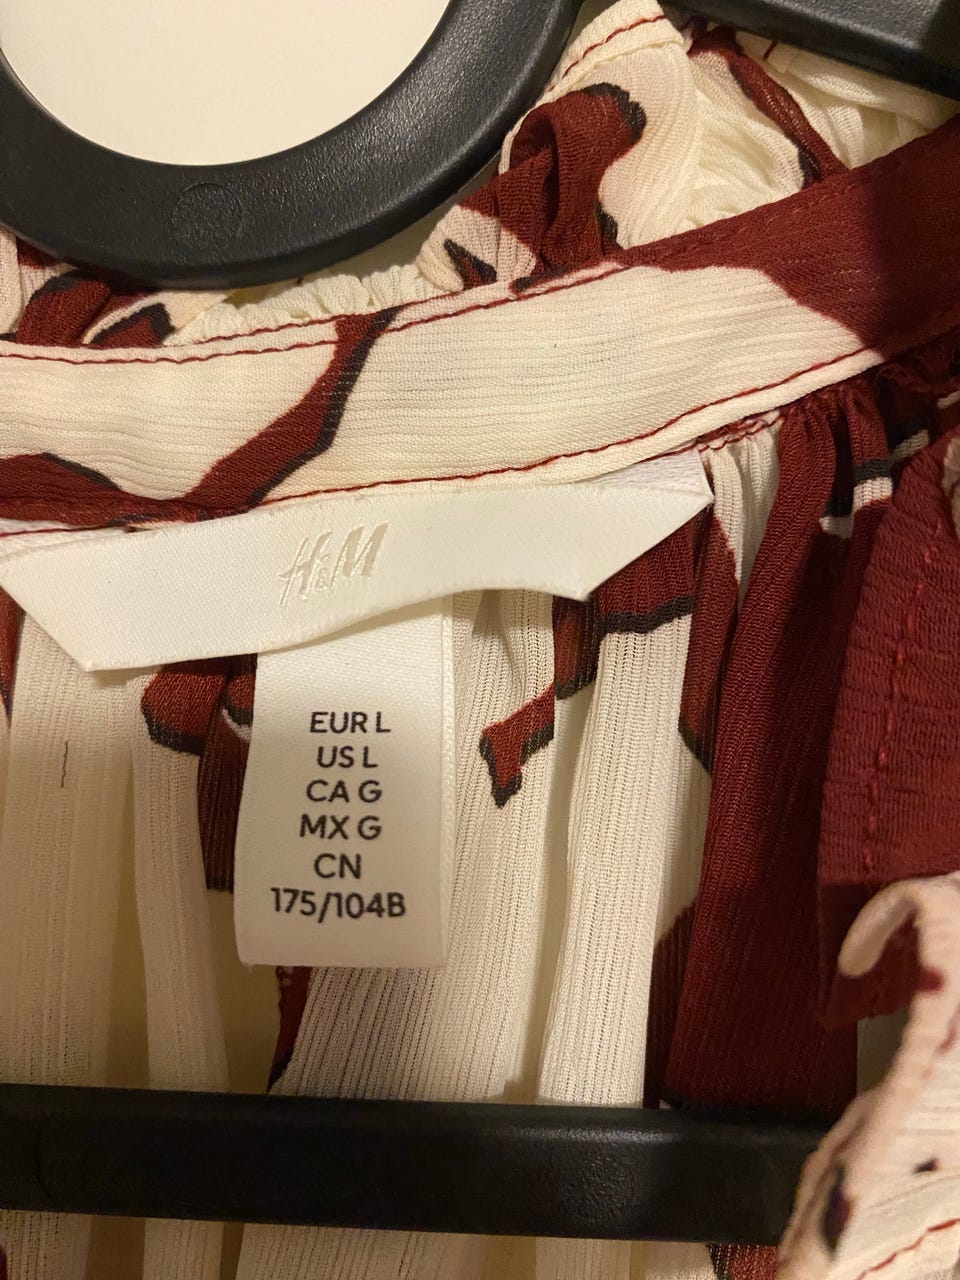 H&M
EUR L
US L
CA G
MX G
CN
175/104B